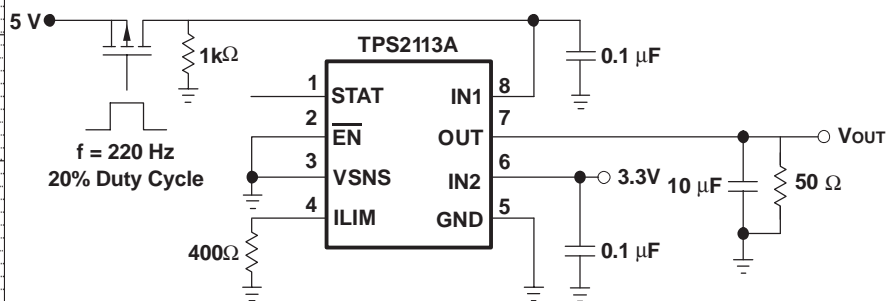 5 V
TPS2113A
1kΩ
0.1 µF
1
STAT
IN1
8
2
EN
OUT
7
VOUT
f = 220 Hz
20% Duty Cycle
3
VSNS
IN2
6
3.3V
10 µF
50 Ω
4
ILIM
GND
5
400Ω
0.1 µF